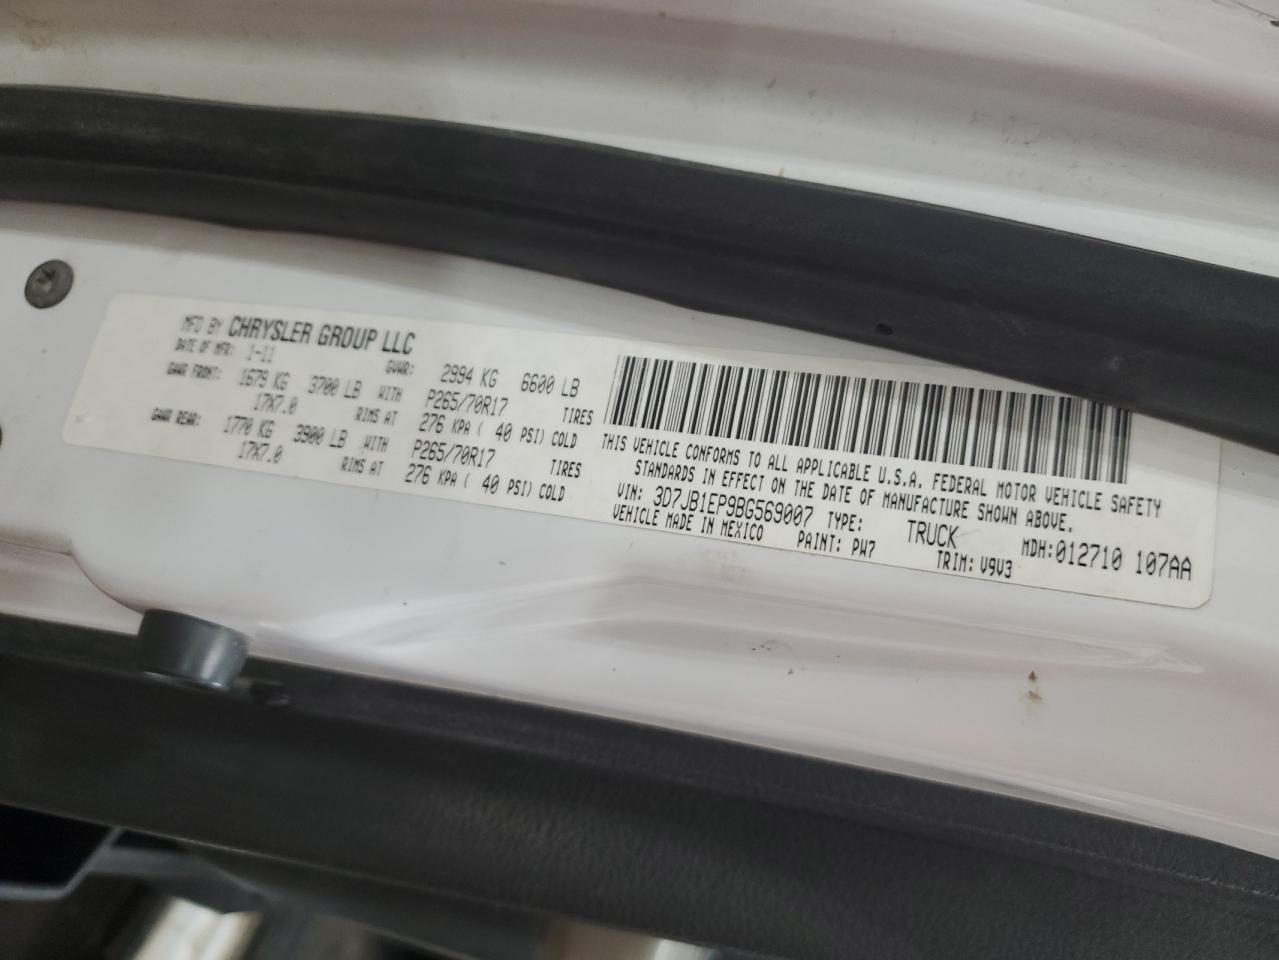 MFD BY CHRYSLER GROUP LLC
DATE OF MFR: 1-11 GVWR: 2994 KG 6600 LB
GAWR FRONT: 1679 KG 3700 LB WITH P265/70R17 TIRES
17X7.0 RIMS AT 276 KPA ( 40 PSI) COLD
GAWR REAR: 1770 KG 3900 LB WITH P265/70R17 TIRES
17X7.0 RIMS AT 276 KPA ( 40 PSI) COLD
THIS VEHICLE CONFORMS TO ALL APPLICABLE U.S.A. FEDERAL MOTOR VEHICLE SAFETY
STANDARDS IN EFFECT ON THE DATE OF MANUFACTURE SHOWN ABOVE.
VIN: 3D7JB1EP9BG569007 TYPE: TRUCK MDH:012710 107AA
VEHICLE MADE IN MEXICO PAINT: PW7 TRIM: V9V3